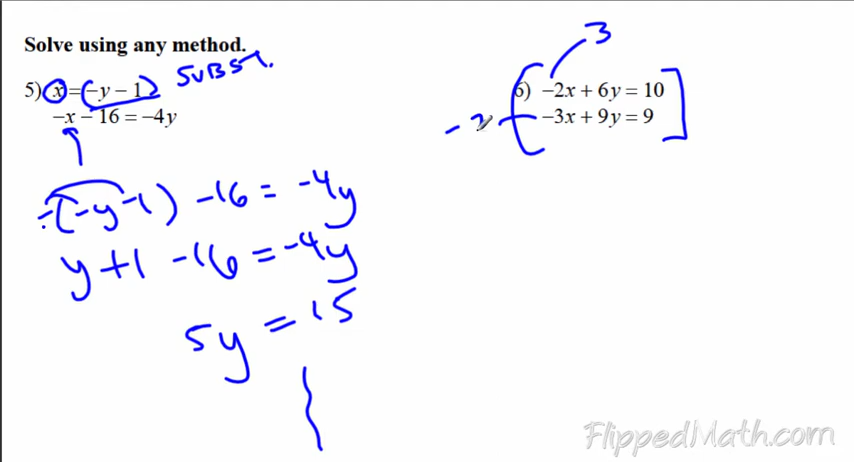 Solve using any method.
5) x = -y - 1 SUBST.
-x - 16 = -4y
-(-y-1) -16 = -4y
y+1 -16 = -4y
5y = 15
3
6) -2x + 6y = 10
-2
-3x + 9y = 9
FlippedMath.com